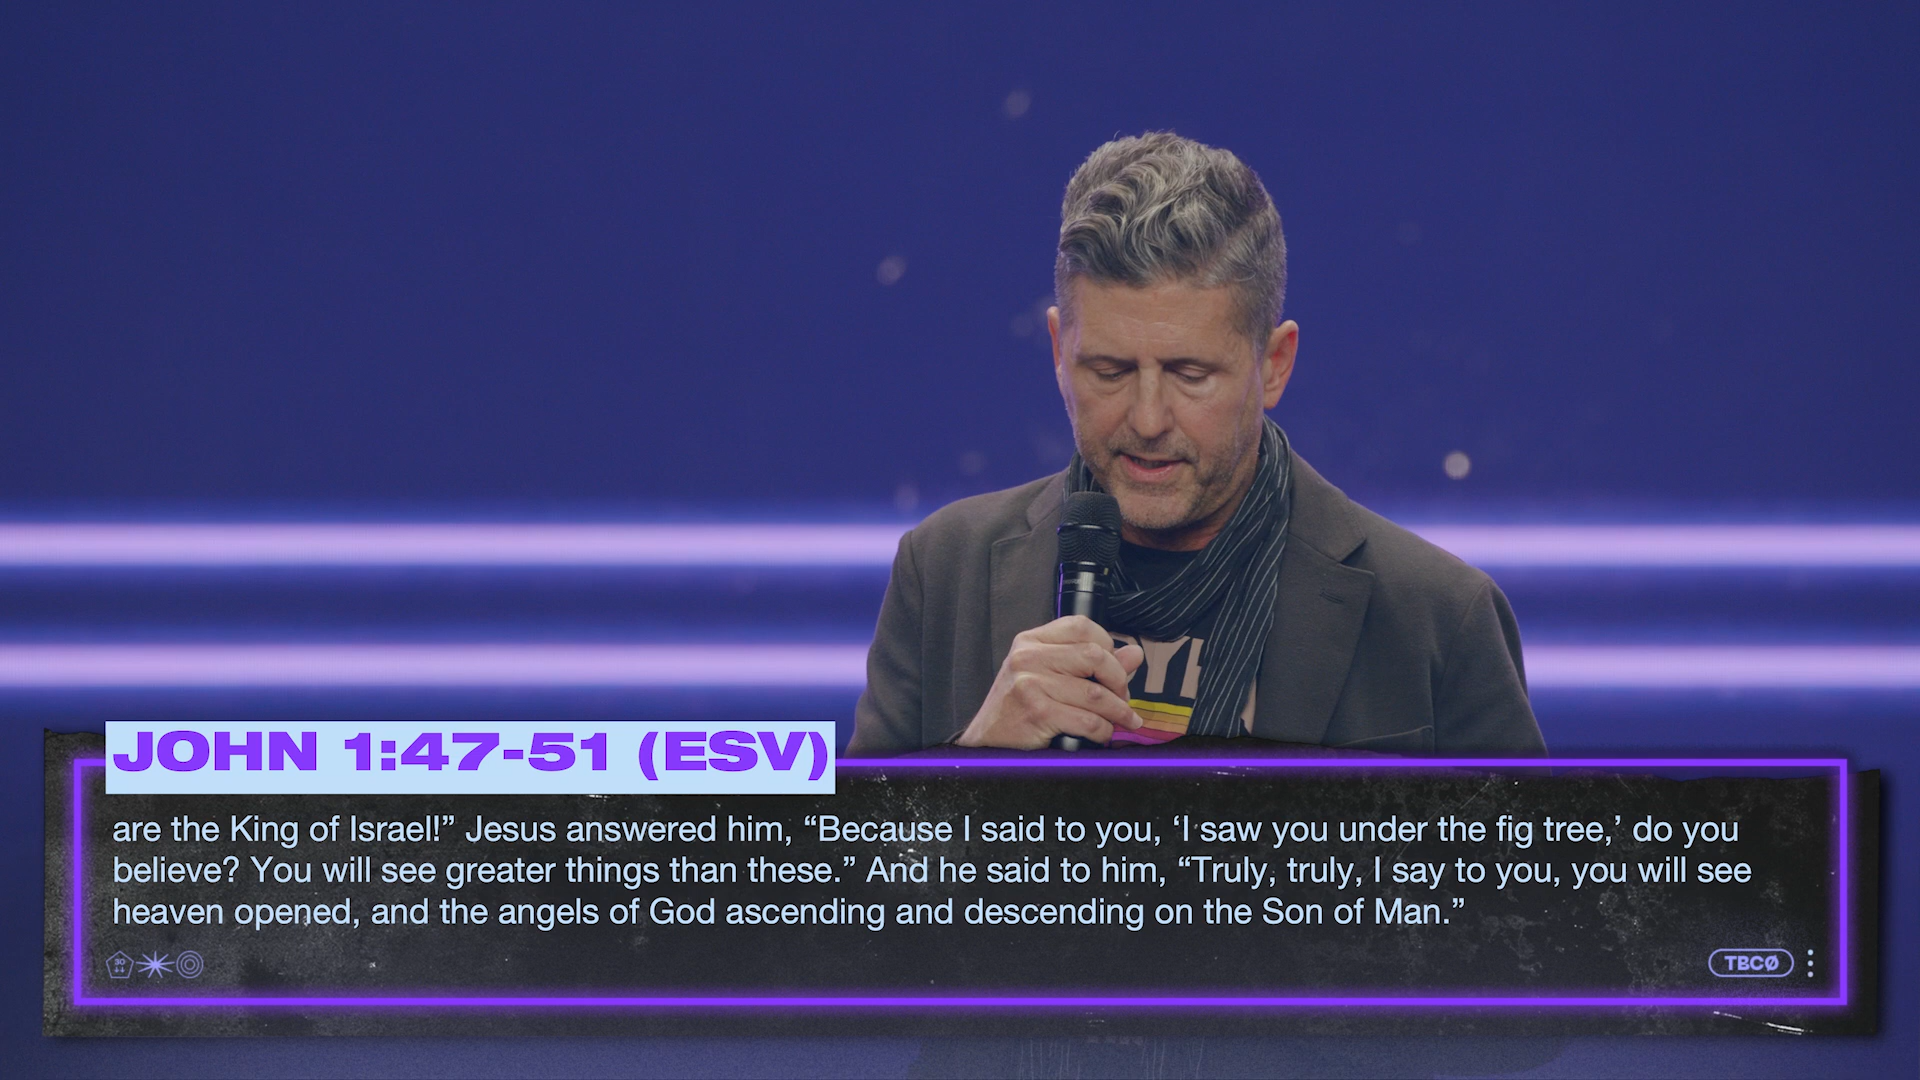 JOHN 1:47-51 (ESV)
are the King of Israel!” Jesus answered him, “Because I said to you, ‘I saw you under the fig tree,’ do you
believe? You will see greater things than these.” And he said to him, “Truly, truly, I say to you, you will see
heaven opened, and the angels of God ascending and descending on the Son of Man.”
30
TBCØ